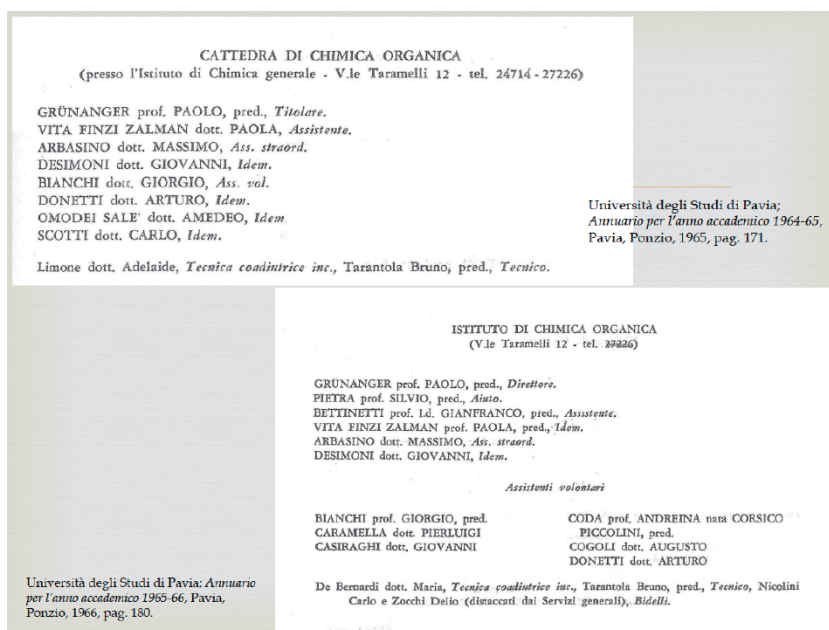 CATTEDRA DI CHIMICA ORGANICA
(presso l'Istituto di Chimica generale - V.le Taramelli 12 - tel. 24714 - 27226)
GRÜNANGER prof. PAOLO, pred., Titolare.
VITA FINZI ZALMAN dott. PAOLA, Assistente.
ARBASINO dott. MASSIMO, Ass. straord.
DESIMONI dott. GIOVANNI, Idem.
BIANCHI dott. GIORGIO, Ass. vol.
DONETTI dott. ARTURO, Idem.
OMODEI SALE' dott. AMEDEO, Idem
SCOTTI dott. CARLO, Idem.
Limone dott. Adelaide, Tecnica coadiutrice inc., Tarantola Bruno, pred., Tecnico.
Università degli Studi di Pavia;
Annuario per l'anno accademico 1964-65,
Pavia, Ponzio, 1965, pag. 171.
ISTITUTO DI CHIMICA ORGANICA
(V.le Taramelli 12 - tel. 27226)
GRÜNANGER prof. PAOLO, pred., Direttore.
PIETRA prof. SILVIO, pred., Aiuto.
BETTINETTI prof. l.d. GIANFRANCO, pred., Assistente.
VITA FINZI ZALMAN prof. PAOLA, pred., Idem.
ARBASINO dott. MASSIMO, Ass. straord.
DESIMONI dott. GIOVANNI, Idem.
Assistenti volontari
BIANCHI prof. GIORGIO, pred.
CARAMELLA dott. PIERLUIGI
CASIRAGHI dott. GIOVANNI
CODA prof. ANDREINA nata CORSICO
PICCOLINI, pred.
COGOLI dott. AUGUSTO
DONETTI dott. ARTURO
De Bernardi dott. Maria, Tecnica coadiutrice inc., Tarantola Bruno, pred., Tecnico, Nicolini
Carlo e Zocchi Delio (distaccati dai Servizi generali), Bidelli.
Università degli Studi di Pavia; Annuario
per l'anno accademico 1965-66, Pavia,
Ponzio, 1966, pag. 180.